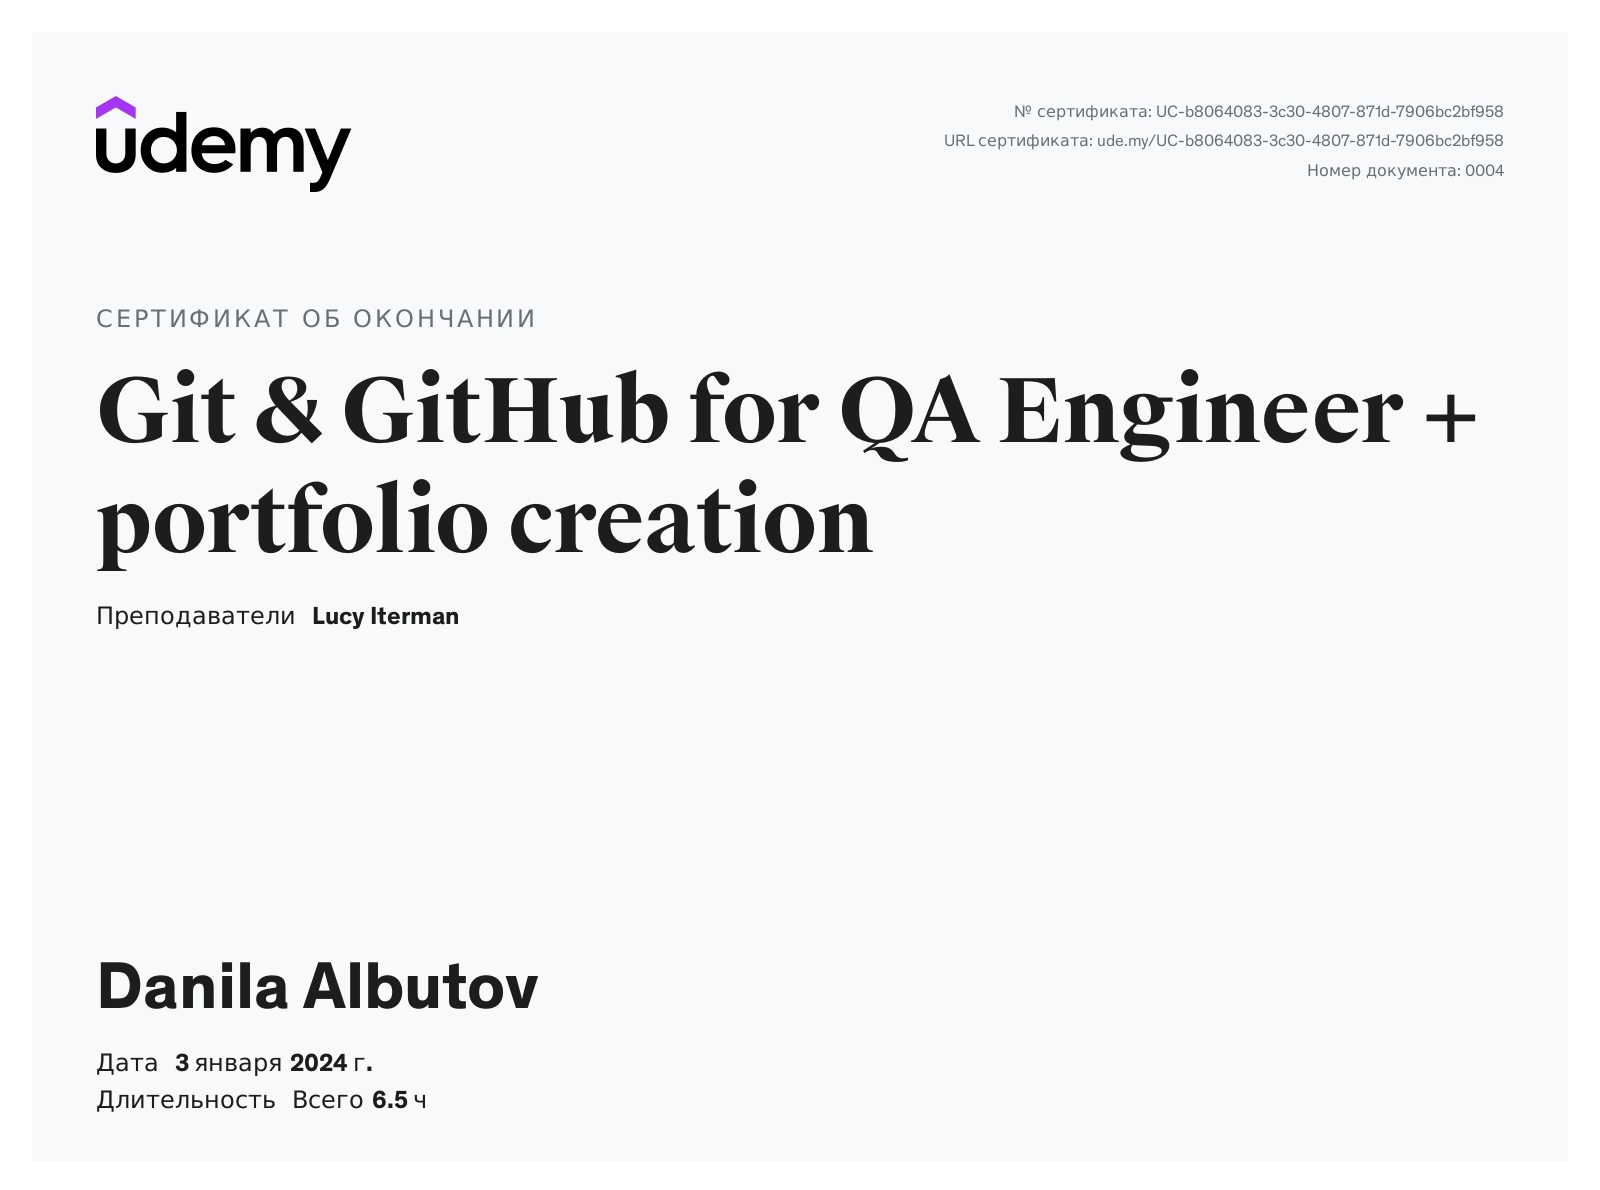 udemy
№ сертификата: UC-b8064083-3c30-4807-871d-7906bc2bf958
URL сертификата: ude.my/UC-b8064083-3c30-4807-871d-7906bc2bf958
Номер документа: 0004
СЕРТИФИКАТ ОБ ОКОНЧАНИИ
Git & GitHub for QA Engineer +
portfolio creation
Преподаватели Lucy Iterman
Danila Albutov
Дата 3 января 2024 г.
Длительность Всего 6.5 ч